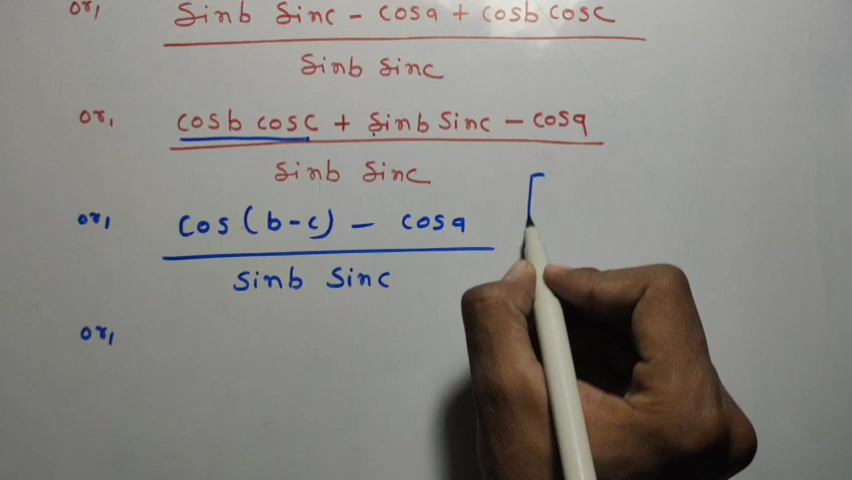 or, sinb sinc - cosa + cosb cosc
sinb sinc
or, cosb cosc + sinb sinc - cosa
sinb sinc
or, cos (b-c) - cosa
sinb sinc
or,